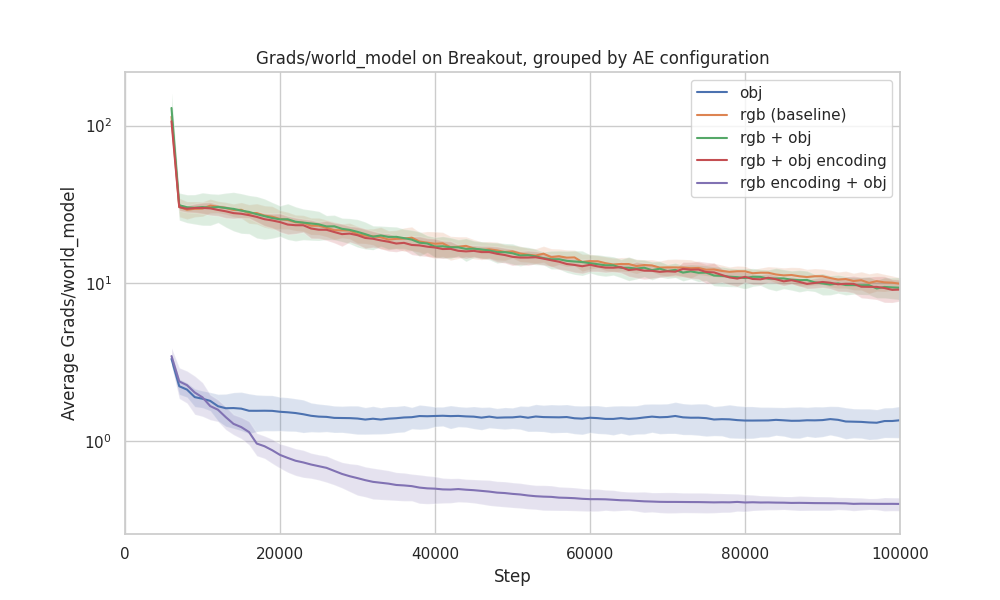 Grads/world_model on Breakout, grouped by AE configuration
obj
rgb (baseline)
rgb + obj
rgb + obj encoding
rgb encoding + obj
Average Grads/world_model
10²
10¹
10⁰
0
20000
40000
60000
80000
100000
Step